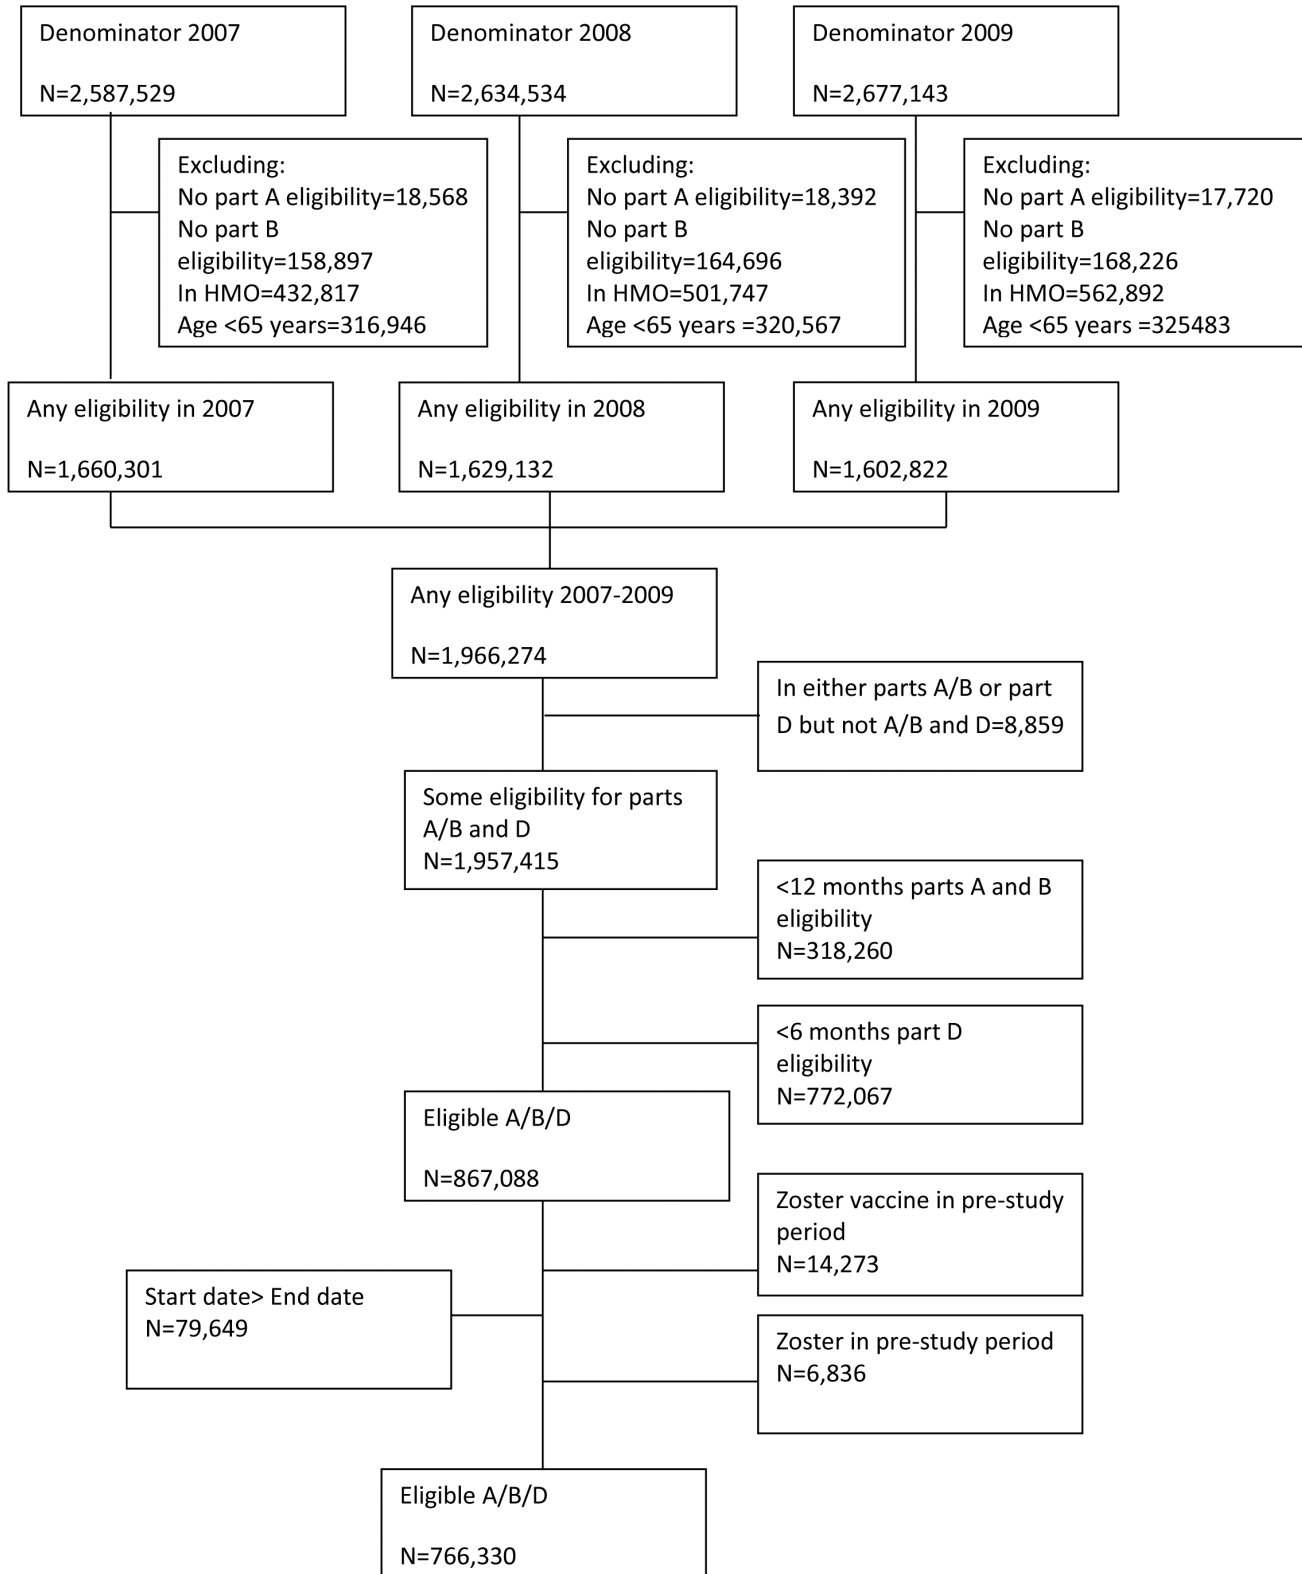 Denominator 2007
N=2,587,529
Denominator 2008
N=2,634,534
Denominator 2009
N=2,677,143
Excluding:
No part A eligibility=18,568
No part B
eligibility=158,897
In HMO=432,817
Age <65 years=316,946
Excluding:
No part A eligibility=18,392
No part B
eligibility=164,696
In HMO=501,747
Age <65 years =320,567
Excluding:
No part A eligibility=17,720
No part B
eligibility=168,226
In HMO=562,892
Age <65 years =325483
Any eligibility in 2007
N=1,660,301
Any eligibility in 2008
N=1,629,132
Any eligibility in 2009
N=1,602,822
Any eligibility 2007-2009
N=1,966,274
In either parts A/B or part
D but not A/B and D=8,859
Some eligibility for parts
A/B and D
N=1,957,415
<12 months parts A and B
eligibility
N=318,260
<6 months part D
eligibility
N=772,067
Eligible A/B/D
N=867,088
Zoster vaccine in pre-study
period
N=14,273
Start date> End date
N=79,649
Zoster in pre-study period
N=6,836
Eligible A/B/D
N=766,330